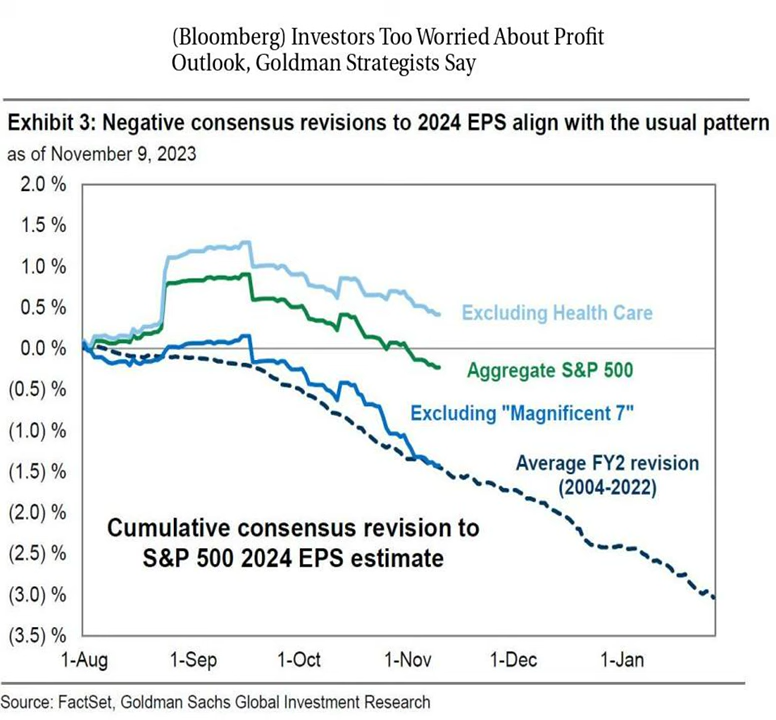 (Bloomberg) Investors Too Worried About Profit
Outlook, Goldman Strategists Say
Exhibit 3: Negative consensus revisions to 2024 EPS align with the usual pattern
as of November 9, 2023
2.0 %
1.5 %
1.0 %
0.5 %
0.0 %
(0.5) %
(1.0) %
(1.5) %
(2.0) %
(2.5) %
(3.0) %
(3.5) %
Excluding Health Care
Aggregate S&P 500
Excluding "Magnificent 7"
Average FY2 revision
(2004-2022)
Cumulative consensus revision to
S&P 500 2024 EPS estimate
1-Aug 1-Sep 1-Oct 1-Nov 1-Dec 1-Jan
Source: FactSet, Goldman Sachs Global Investment Research